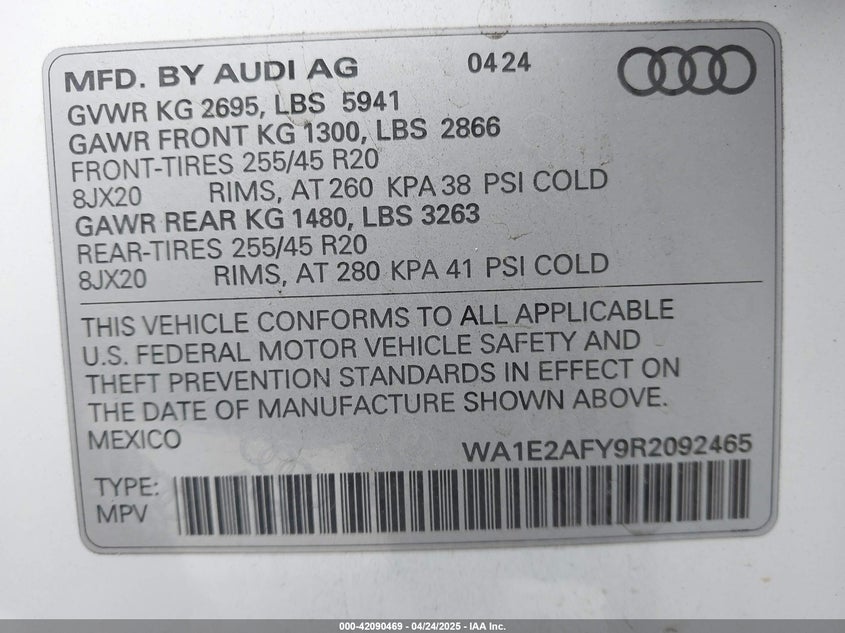 MFD. BY AUDI AG 0424
GVWR KG 2695, LBS 5941
GAWR FRONT KG 1300, LBS 2866
FRONT-TIRES 255/45 R20
8JX20 RIMS, AT 260 KPA 38 PSI COLD
GAWR REAR KG 1480, LBS 3263
REAR-TIRES 255/45 R20
8JX20 RIMS, AT 280 KPA 41 PSI COLD
THIS VEHICLE CONFORMS TO ALL APPLICABLE
U.S. FEDERAL MOTOR VEHICLE SAFETY AND
THEFT PREVENTION STANDARDS IN EFFECT ON
THE DATE OF MANUFACTURE SHOWN ABOVE.
MEXICO WA1E2AFY9R2092465
TYPE:
MPV
000-42090469 - 04/24/2025 - IAA Inc.